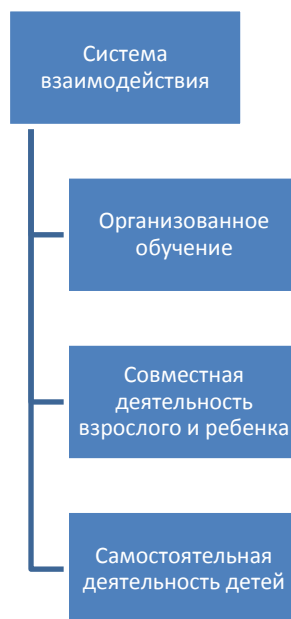 Система
взаимодействия
Организованное
обучение
Совместная
деятельность
взрослого и ребенка
Самостоятельная
деятельность детей